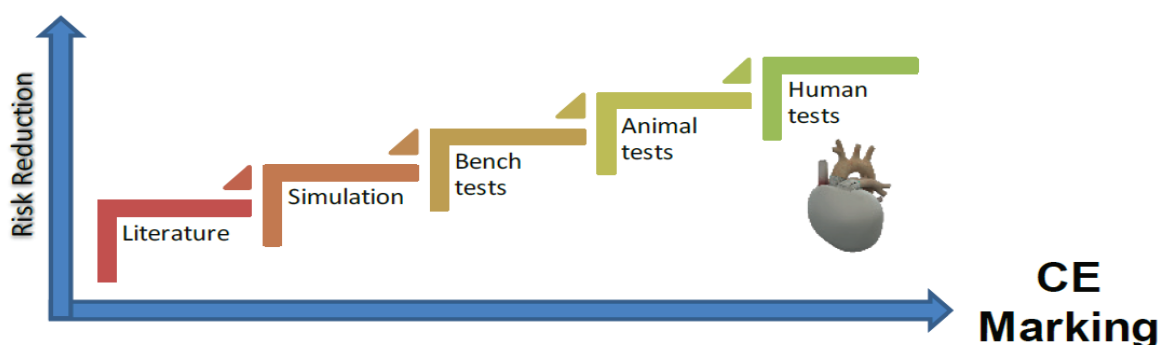 Risk Reduction
Literature
Simulation
Bench
tests
Animal
tests
Human
tests
CE
Marking